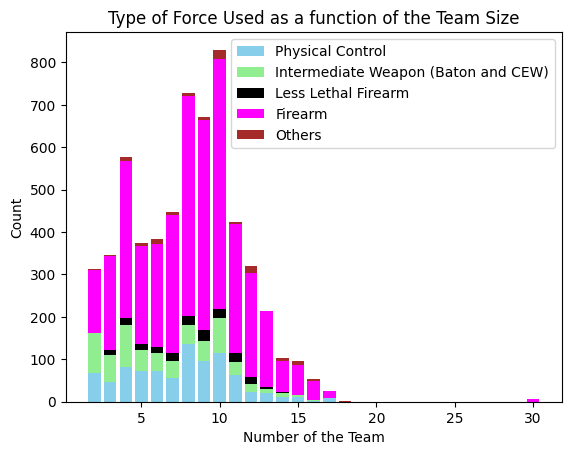 Type of Force Used as a function of the Team Size
Physical Control
Intermediate Weapon (Baton and CEW)
Less Lethal Firearm
Firearm
Others
Count
800
700
600
500
400
300
200
100
0
5
10
15
20
25
30
Number of the Team